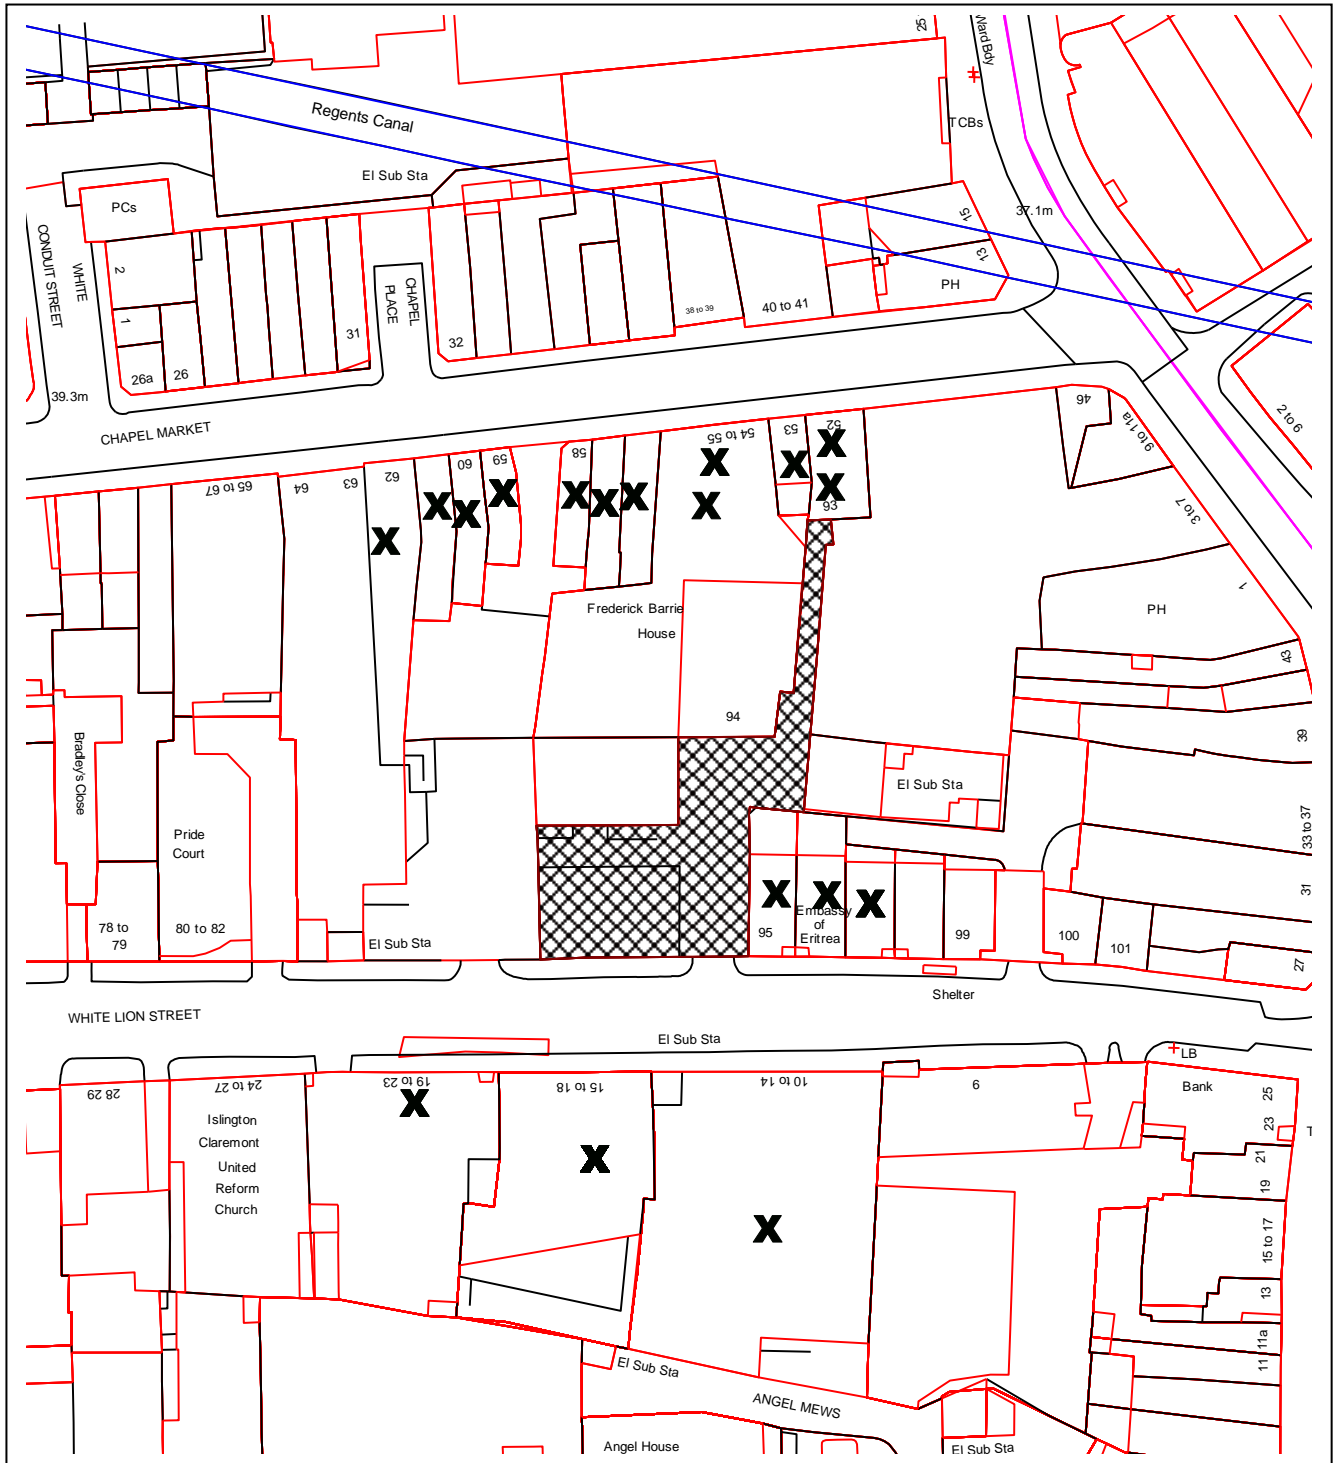 25
Ward Bdy
TCBs
Regents Canal
El Sub Sta
PCs
CONDUIT STREET
WHITE
2
1
26a
26
31
CHAPEL
PLACE
32
38 to 39
40 to 41
15
13
PH
37.1m
39.3m
CHAPEL MARKET
2 to 6
46
9 to 11a
3 to 7
1
PH
43
39
33 to 37
31
27
65 to 67
64
63
62
60
59
58
54 to 55
53
52
93
X
X
X
X
X
X
X
X
X
X
X
X
Frederick Barrie
House
94
El Sub Sta
Bradley's Close
Pride
Court
78 to
79
80 to 82
El Sub Sta
X
X
X
95
Embassy
of
Eritrea
99
100
101
Shelter
WHITE LION STREET
El Sub Sta
LB
Bank
28 29
24 to 27
19 to 23
15 to 18
10 to 14
6
X
X
X
Islington
Claremont
United
Reform
Church
25
23
T
21
19
15 to 17
13
11 11a
El Sub Sta
ANGEL MEWS
Angel House
El Sub Sta